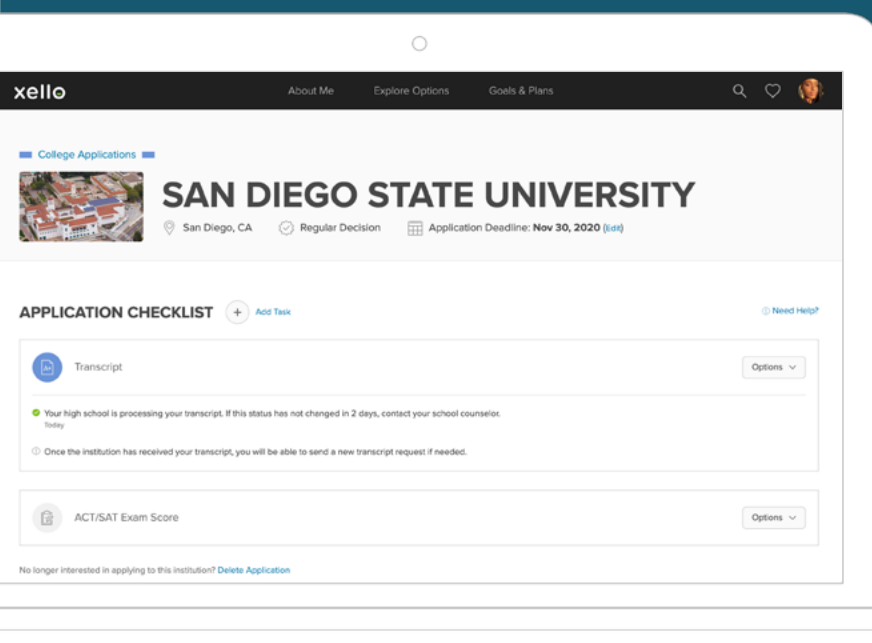 xello
About Me
Explore Options
Goals & Plans
College Applications
SAN DIEGO STATE UNIVERSITY
San Diego, CA
Regular Decision
Application Deadline: Nov 30, 2020 (Edit)
APPLICATION CHECKLIST
+ Add Task
Need Help?
A+
Transcript
Options
Your high school is processing your transcript. If this status has not changed in 2 days, contact your school counselor.
Today
Once the institution has received your transcript, you will be able to send a new transcript request if needed.
ACT/SAT Exam Score
Options
No longer interested in applying to this institution? Delete Application